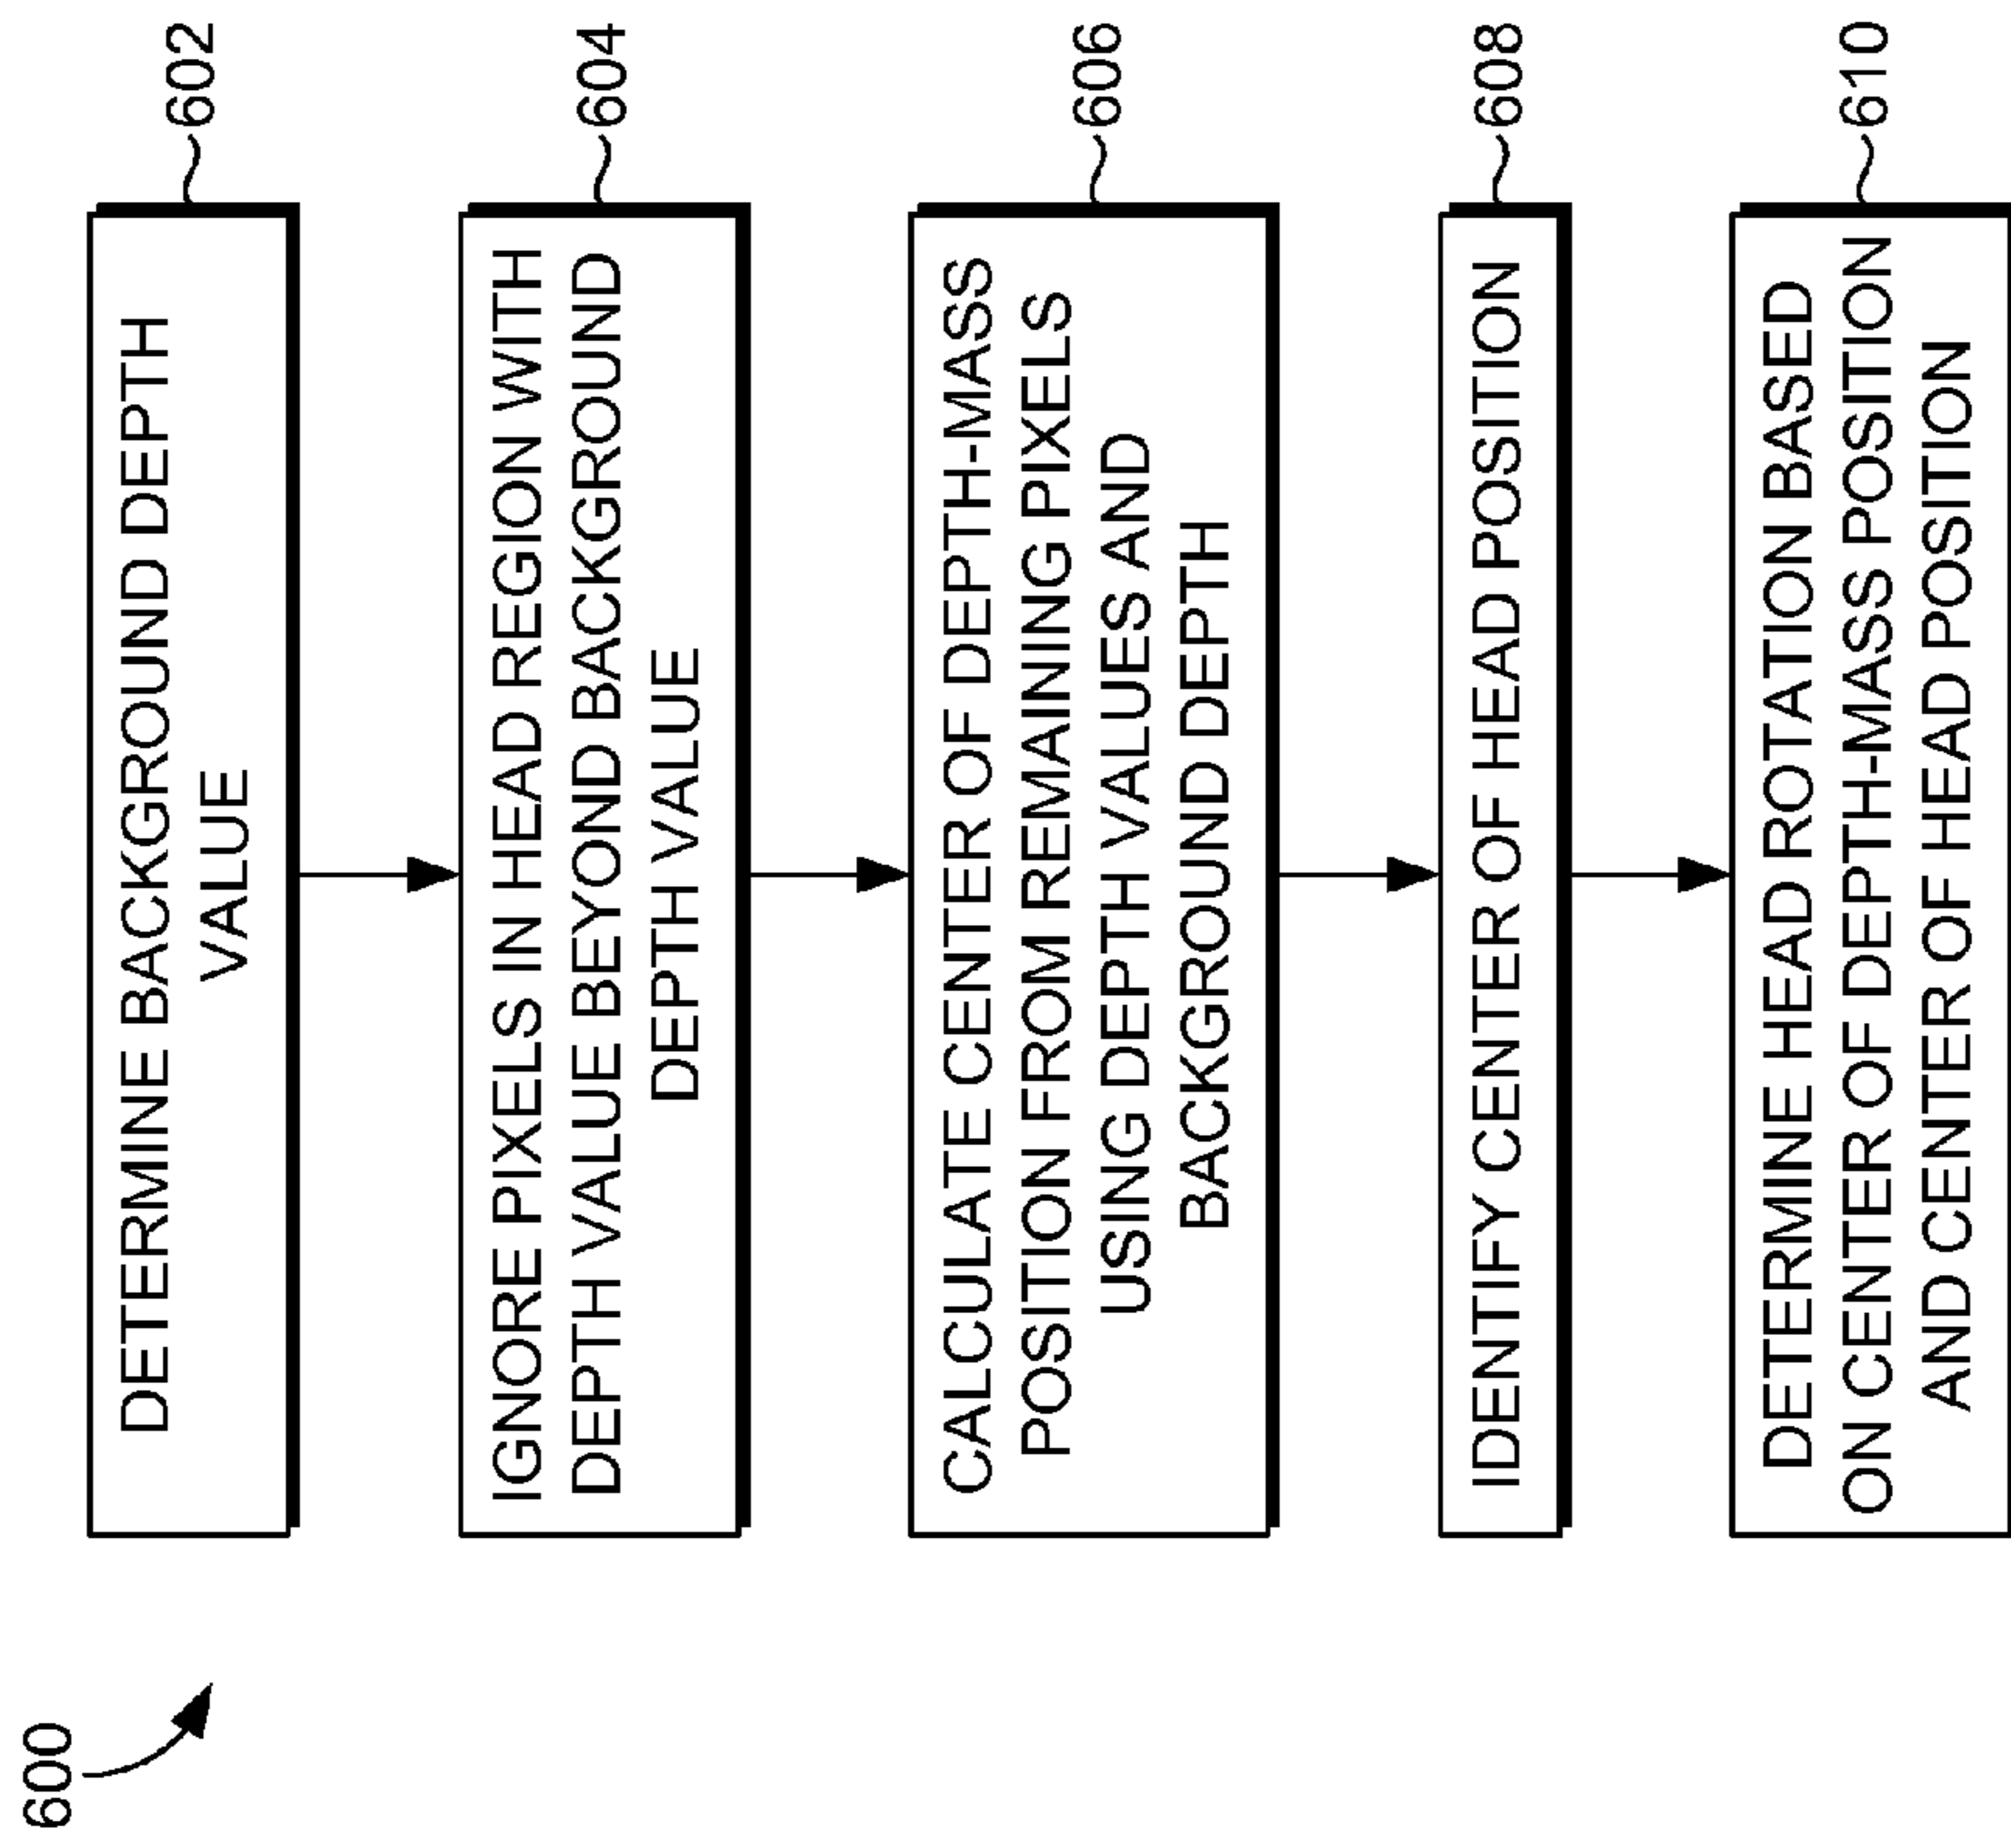 600
DETERMINE BACKGROUND DEPTH
VALUE
602
IGNORE PIXELS IN HEAD REGION WITH
DEPTH VALUE BEYOND BACKGROUND
DEPTH VALUE
604
CALCULATE CENTER OF DEPTH-MASS
POSITION FROM REMAINING PIXELS
USING DEPTH VALUES AND
BACKGROUND DEPTH
606
IDENTIFY CENTER OF HEAD POSITION
608
DETERMINE HEAD ROTATION BASED
ON CENTER OF DEPTH-MASS POSITION
AND CENTER OF HEAD POSITION
610